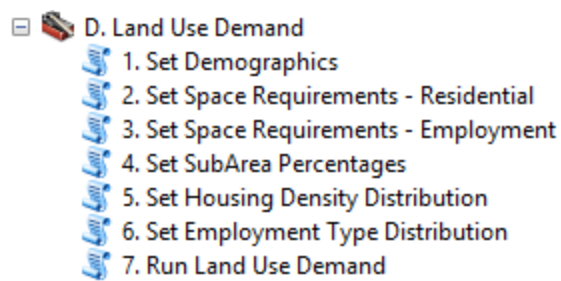 D. Land Use Demand
1. Set Demographics
2. Set Space Requirements - Residential
3. Set Space Requirements - Employment
4. Set SubArea Percentages
5. Set Housing Density Distribution
6. Set Employment Type Distribution
7. Run Land Use Demand